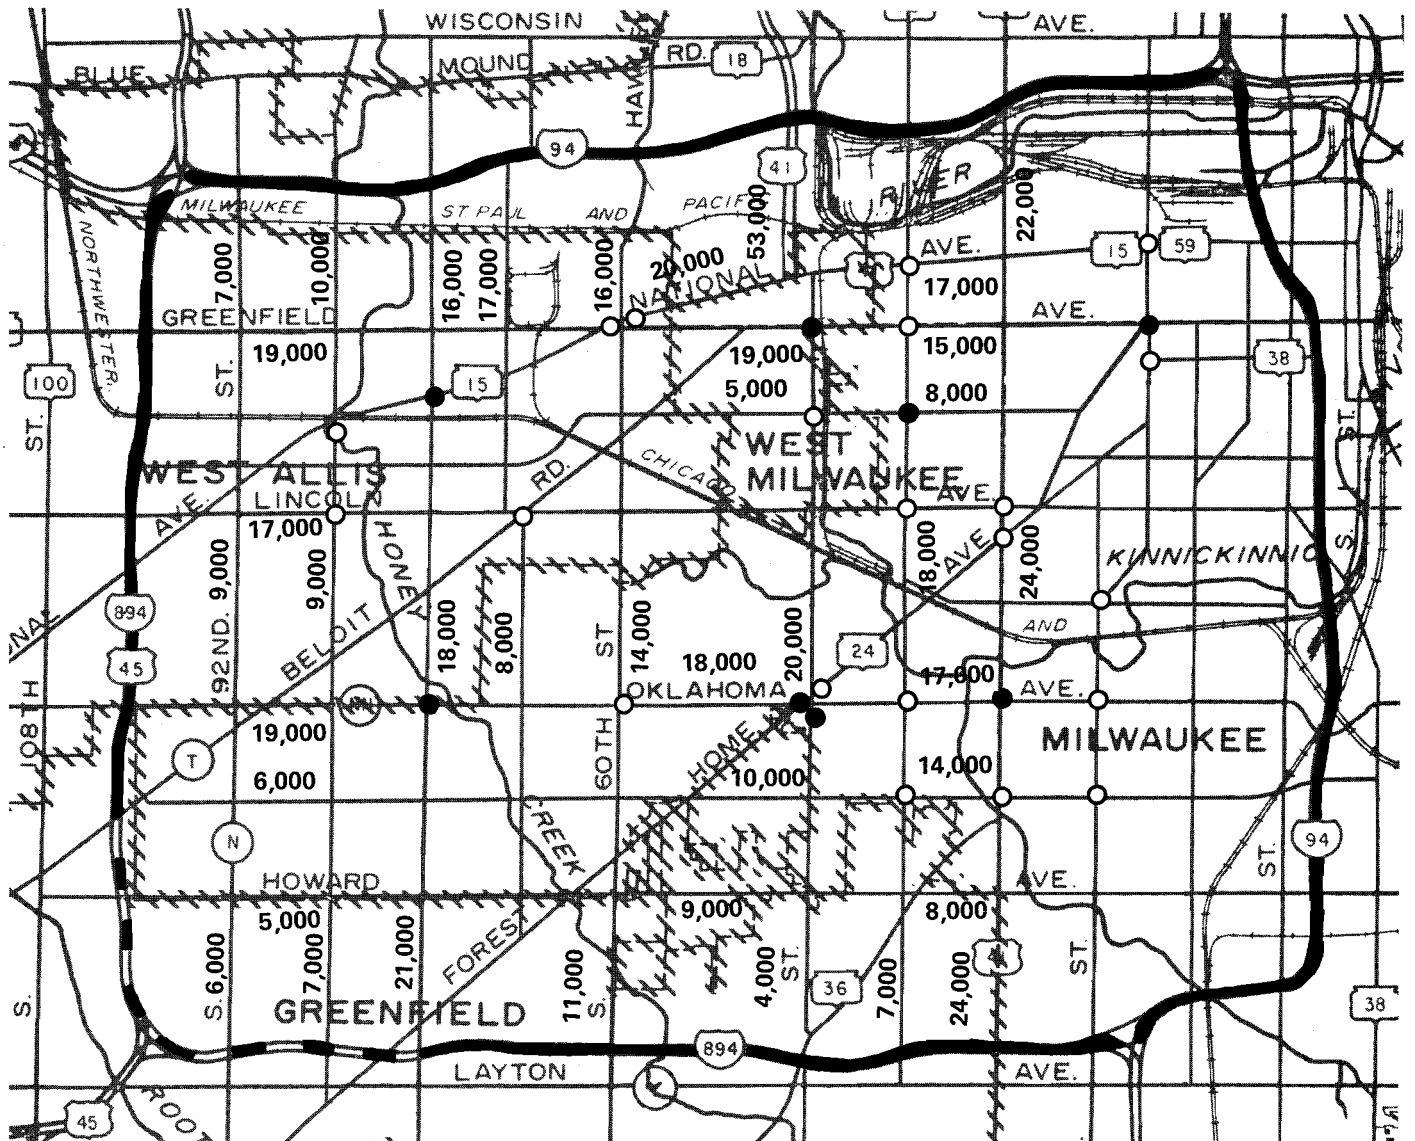 WISCONSIN
AVE.
BLUE
MOUND
RD.
18
94
41
RIVER
MILWAUKEE
ST. PAUL
AND
PACIF
53,000
22,000
7,000
10,000
16,000
17,000
16,000
20,000
NATIONAL
AVE.
15
59
17,000
GREENFIELD
AVE.
19,000
19,000
15,000
ST.
100
15
5,000
8,000
38
NORTHWESTER.
ST.
ST.
WEST ALLIS
WEST
MILWAUKEE
CHICAGO
RD.
AVE.
LINCOLN
AVE.
17,000
9,000
9,000
HONEY
18,000
AVE.
24,000
KINNICKINNIC
S.
894
45
92ND.
BELOIT
18,000
8,000
ST
14,000
18,000
20,000
24
AND
17,000
OKLAHOMA
AVE.
108TH
19,000
T
60TH
HOME
MILWAUKEE
6,000
10,000
14,000
N
CREEK
94
ST.
HOWARD
AVE.
5,000
9,000
8,000
S.
6,000
7,000
21,000
FOREST
11,000
4,000
ST.
36
7,000
24,000
ST.
S.
S.
GREENFIELD
38
894
LAYTON
AVE.
45
ROOT